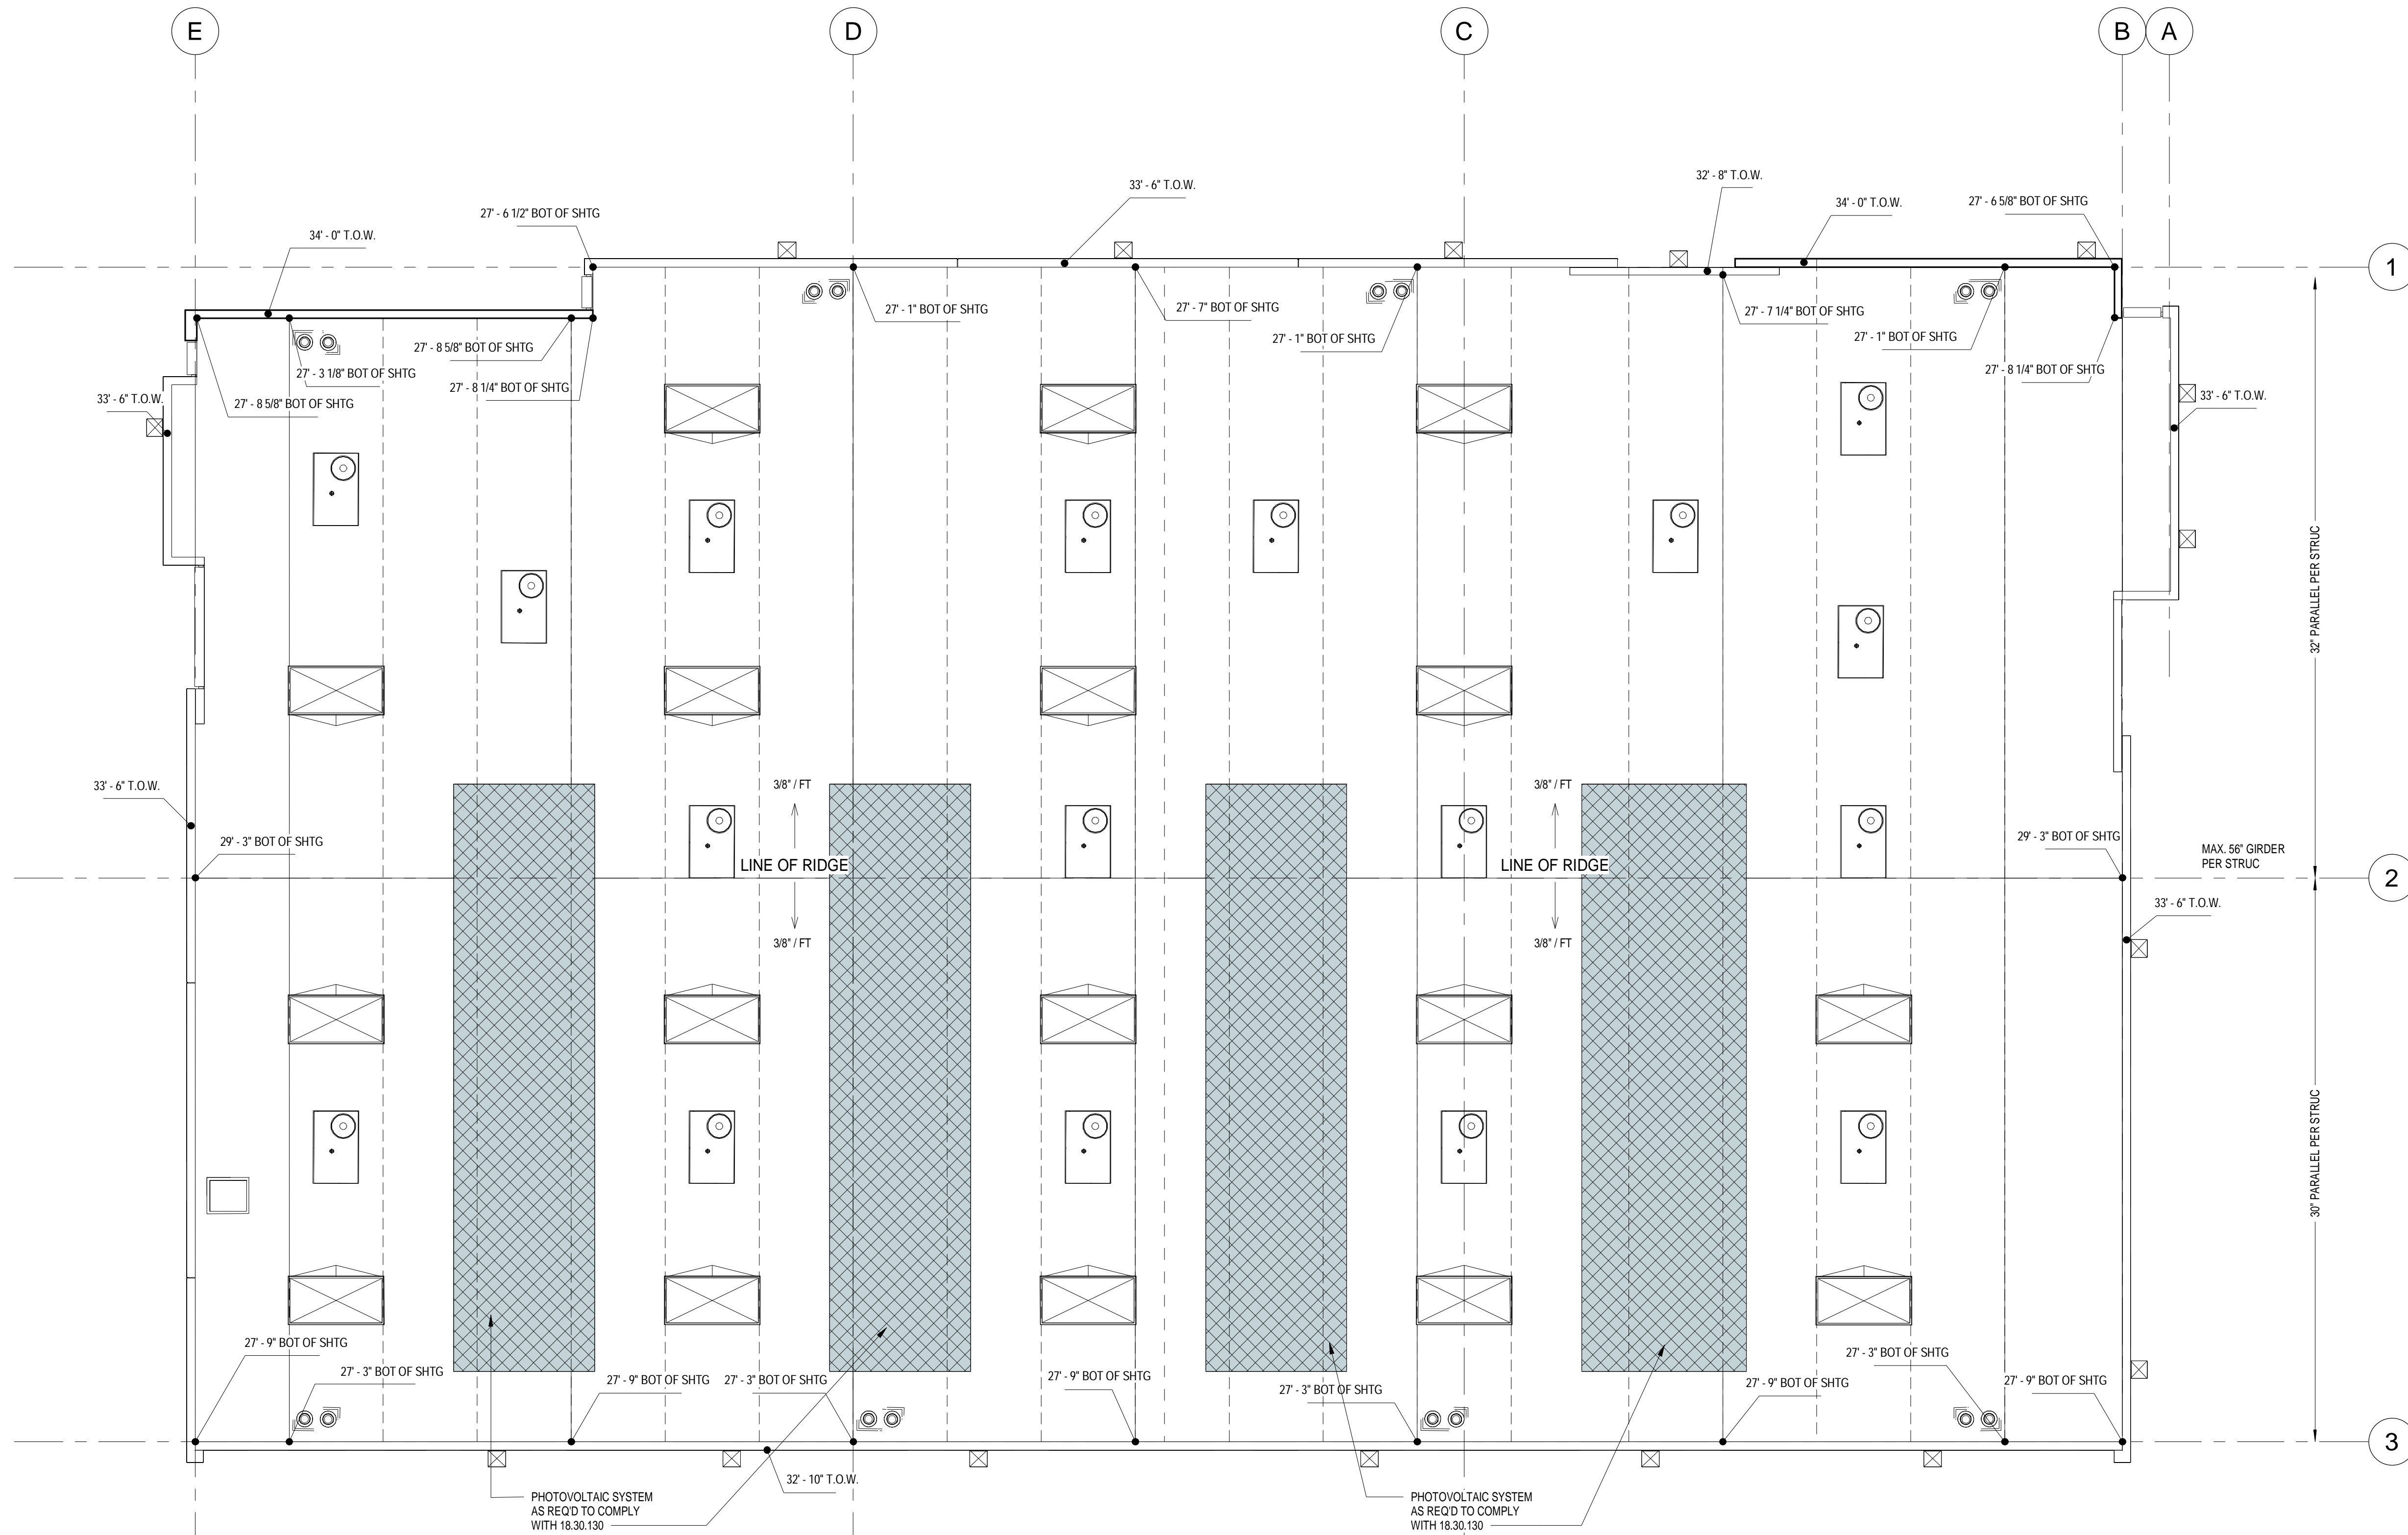 E
D
C
B
A
33' - 6" T.O.W.
32' - 8" T.O.W.
34' - 0" T.O.W.
27' - 6 5/8" BOT OF SHTG
27' - 6 1/2" BOT OF SHTG
34' - 0" T.O.W.
1
27' - 1" BOT OF SHTG
27' - 7" BOT OF SHTG
27' - 1" BOT OF SHTG
27' - 7 1/4" BOT OF SHTG
27' - 1" BOT OF SHTG
27' - 8 5/8" BOT OF SHTG
27' - 3 1/8" BOT OF SHTG
27' - 8 1/4" BOT OF SHTG
27' - 8 1/4" BOT OF SHTG
33' - 6" T.O.W.
27' - 8 5/8" BOT OF SHTG
33' - 6" T.O.W.
32" PARALLEL PER STRUC
33' - 6" T.O.W.
3/8" / FT
3/8" / FT
29' - 3" BOT OF SHTG
29' - 3" BOT OF SHTG
MAX. 56" GIRDER
PER STRUC
LINE OF RIDGE
LINE OF RIDGE
2
33' - 6" T.O.W.
3/8" / FT
3/8" / FT
30" PARALLEL PER STRUC
27' - 9" BOT OF SHTG
27' - 3" BOT OF SHTG
27' - 9" BOT OF SHTG
27' - 3" BOT OF SHTG
27' - 9" BOT OF SHTG
27' - 3" BOT OF SHTG
27' - 9" BOT OF SHTG
27' - 3" BOT OF SHTG
27' - 9" BOT OF SHTG
3
32' - 10" T.O.W.
PHOTOVOLTAIC SYSTEM
AS REQ'D TO COMPLY
WITH 18.30.130
PHOTOVOLTAIC SYSTEM
AS REQ'D TO COMPLY
WITH 18.30.130